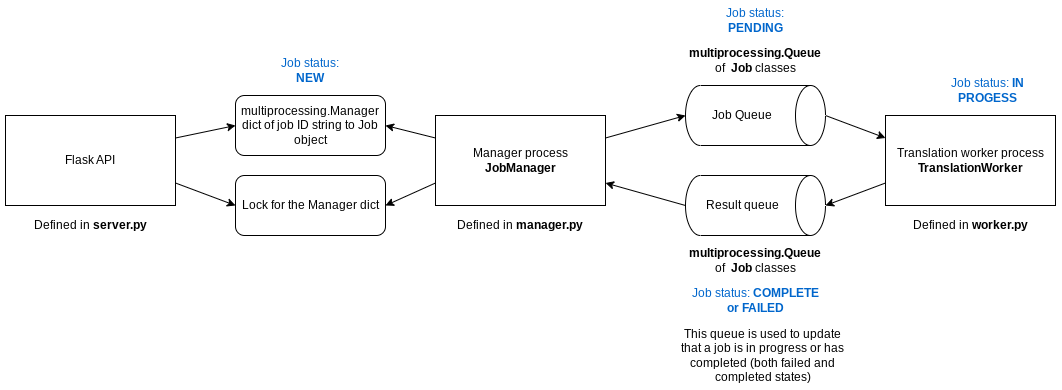 Flask API
Defined in server.py
Job status:
NEW
multiprocessing.Manager
dict of job ID string to Job
object
Lock for the Manager dict
Manager process
JobManager
Defined in manager.py
Job status:
PENDING
multiprocessing.Queue
of Job classes
Job Queue
Result queue
multiprocessing.Queue
of Job classes
Job status: COMPLETE
or FAILED
This queue is used to update
that a job is in progress or has
completed (both failed and
completed states)
Job status: IN
PROGESS
Translation worker process
TranslationWorker
Defined in worker.py